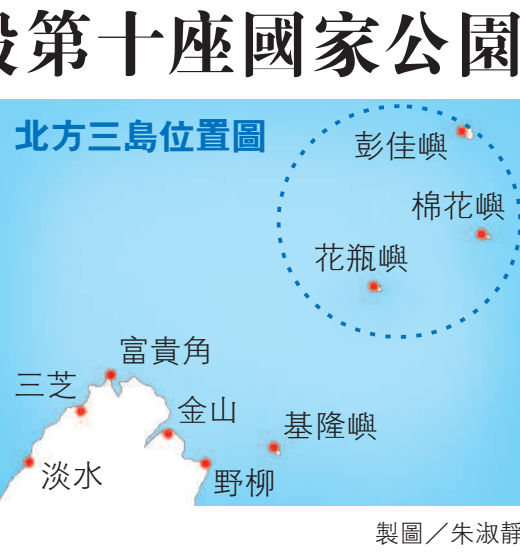 設第十座國家公園
北方三島位置圖
彭佳嶼
棉花嶼
花瓶嶼
富貴角
三芝
金山
基隆嶼
淡水
野柳
製圖／朱淑靜